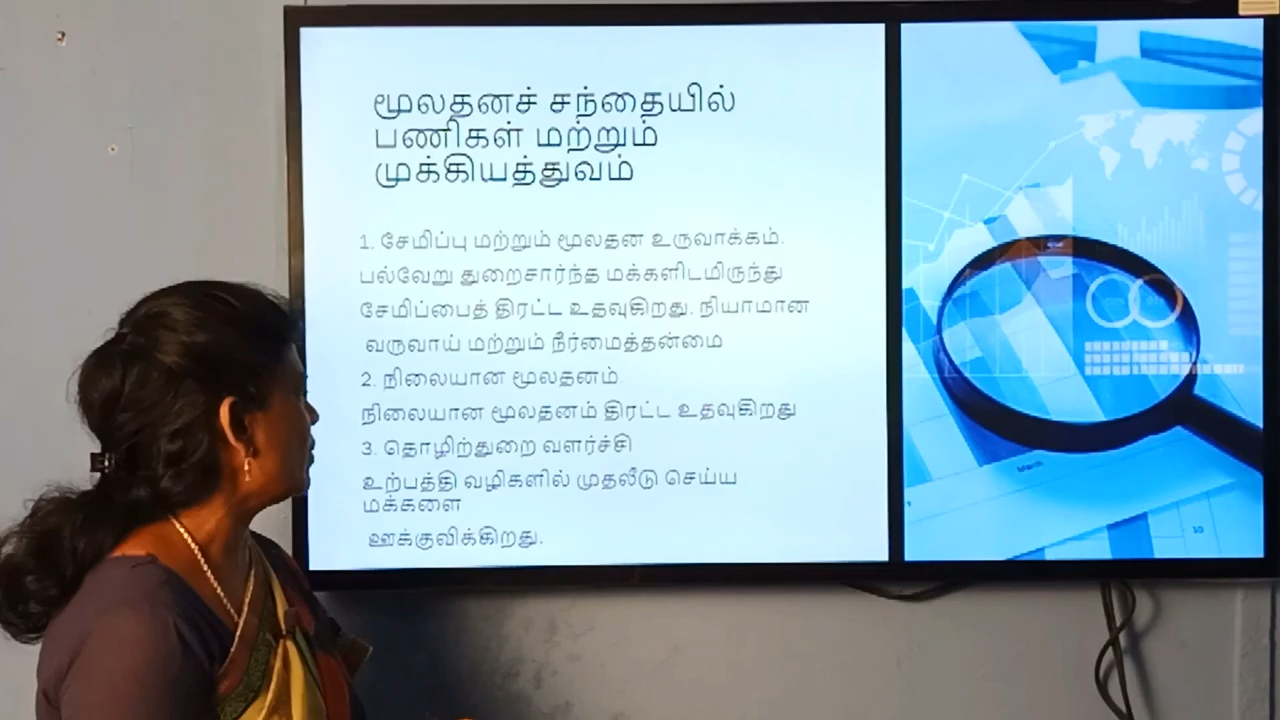 மூலதனச் சந்தையில்
பணிகள் மற்றும்
முக்கியத்துவம்
1. சேமிப்பு மற்றும் மூலதன உருவாக்கம்.
பல்வேறு துறைசார்ந்த மக்களிடமிருந்து
சேமிப்பைத் திரட்ட உதவுகிறது. நியாமான
வருவாய் மற்றும் நீர்மைத்தன்மை
2. நிலையான மூலதனம்
நிலையான மூலதனம் திரட்ட உதவுகிறது
3. தொழிற்துறை வளர்ச்சி
உற்பத்தி வழிகளில் முதலீடு செய்ய
மக்களை
ஊக்குவிக்கிறது.
March
10